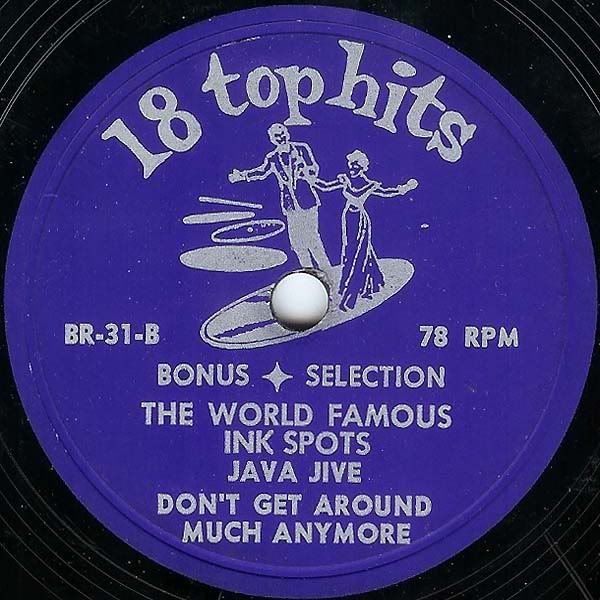 18 top hits
BR-31-B 78 RPM
BONUS ✦ SELECTION
THE WORLD FAMOUS
INK SPOTS
JAVA JIVE
DON'T GET AROUND
MUCH ANYMORE